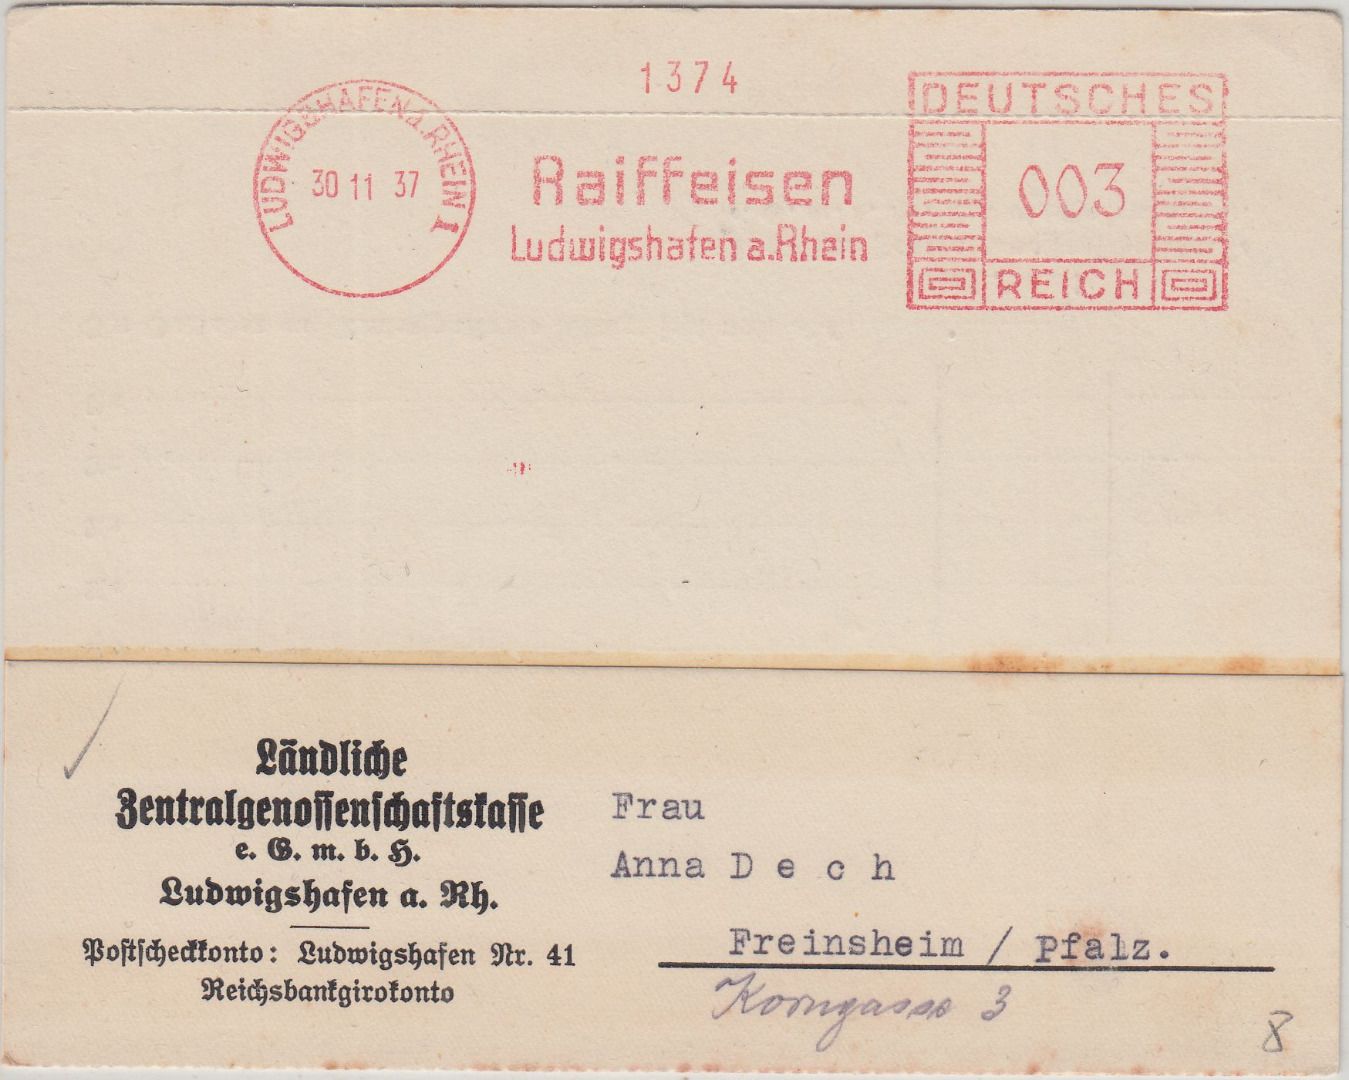 1374
LUDWIGSHAFEN a. RHEIN 1
30 11 37
Raiffeisen
Ludwigshafen a.Rhein
DEUTSCHES
003
REICH
Ländliche
Zentralgenossenschaftskasse
e. G. m. b. H.
Ludwigshafen a. Rh.
Postscheckkonto: Ludwigshafen Nr. 41
Reichsbankgirokonto
Frau
Anna D e c h
Freinsheim / Pfalz.
Korngasse 3
8